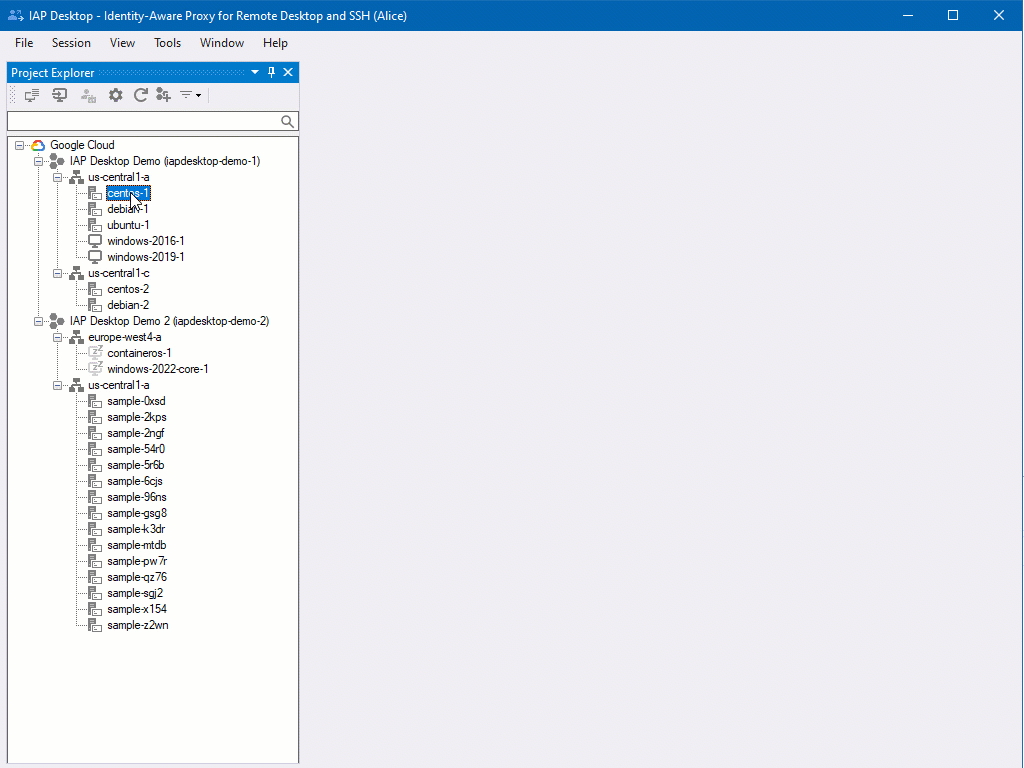 IAP Desktop - Identity-Aware Proxy for Remote Desktop and SSH (Alice)
File Session View Tools Window Help
Project Explorer
Google Cloud
IAP Desktop Demo (iapdesktop-demo-1)
us-central1-a
centos-1
debian-1
ubuntu-1
windows-2016-1
windows-2019-1
us-central1-c
centos-2
debian-2
IAP Desktop Demo 2 (iapdesktop-demo-2)
europe-west4-a
containeros-1
windows-2022-core-1
us-central1-a
sample-0xsd
sample-2kps
sample-2ngf
sample-54r0
sample-5r6b
sample-6cjs
sample-96ns
sample-gsg8
sample-k3dr
sample-mtdb
sample-pw7r
sample-qz76
sample-sgj2
sample-x154
sample-z2wn